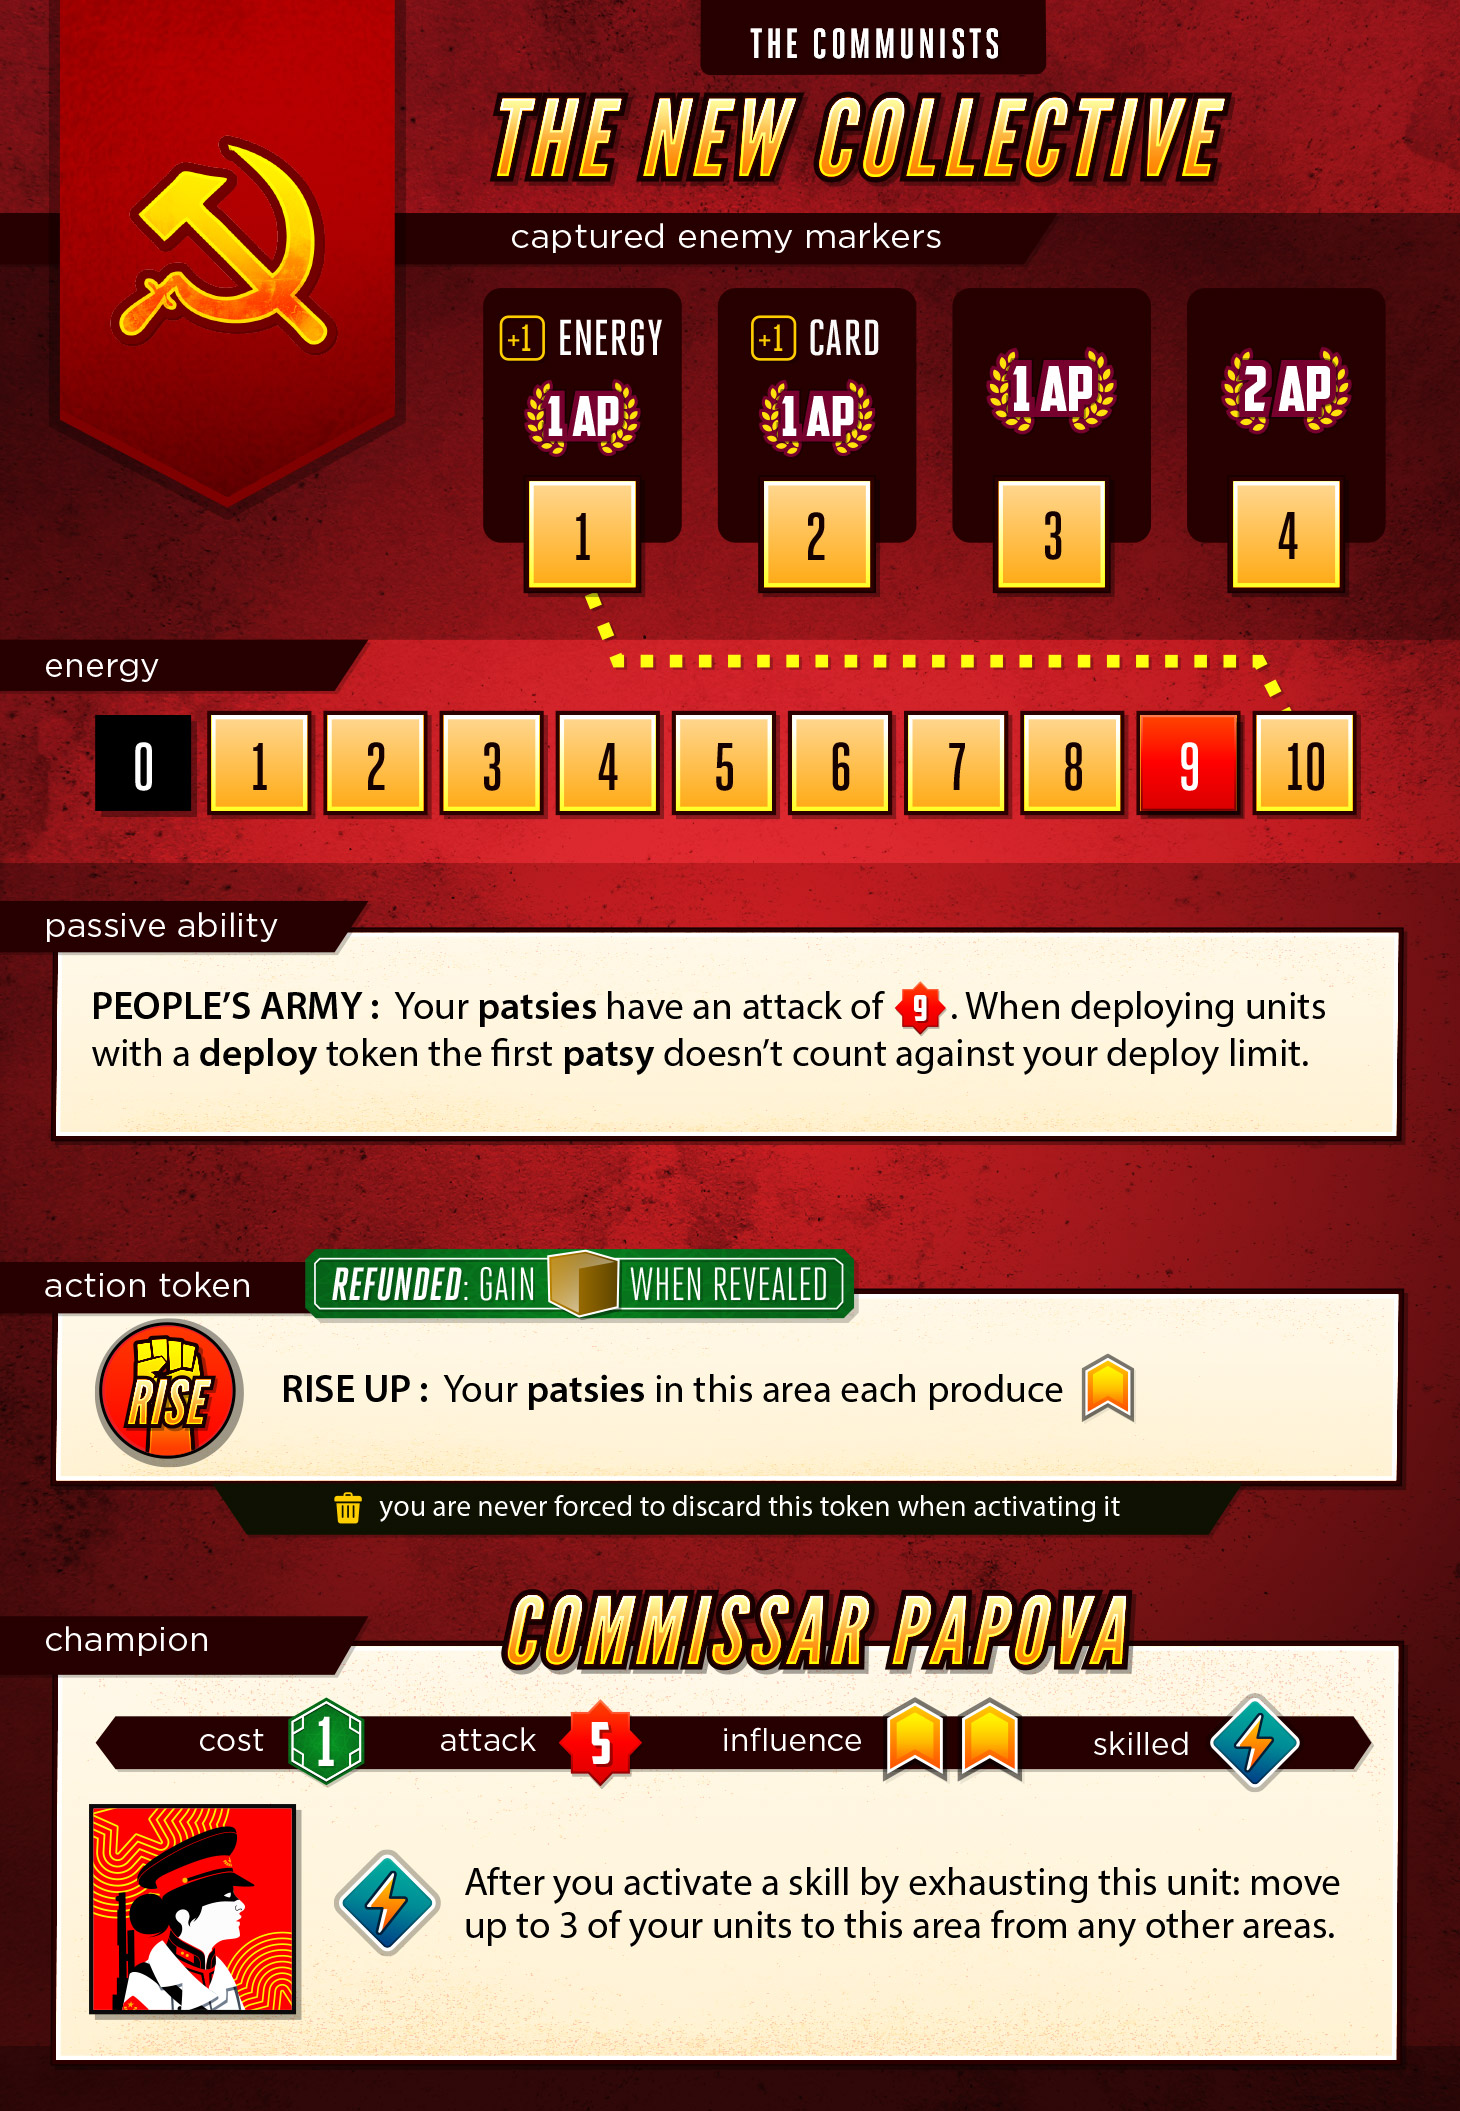 THE COMMUNISTS
THE NEW COLLECTIVE
captured enemy markers
+1 ENERGY
+1 CARD
1 AP
1 AP
1 AP
2 AP
1
2
3
4
energy
0 1 2 3 4 5 6 7 8 9 10
passive ability
PEOPLE'S ARMY : Your patsies have an attack of 9 . When deploying units
with a deploy token the first patsy doesn't count against your deploy limit.
action token
REFUNDED: GAIN WHEN REVEALED
RISE
RISE UP : Your patsies in this area each produce
you are never forced to discard this token when activating it
champion
COMMISSAR PAPOVA
cost 1 attack 5 influence skilled
After you activate a skill by exhausting this unit: move
up to 3 of your units to this area from any other areas.